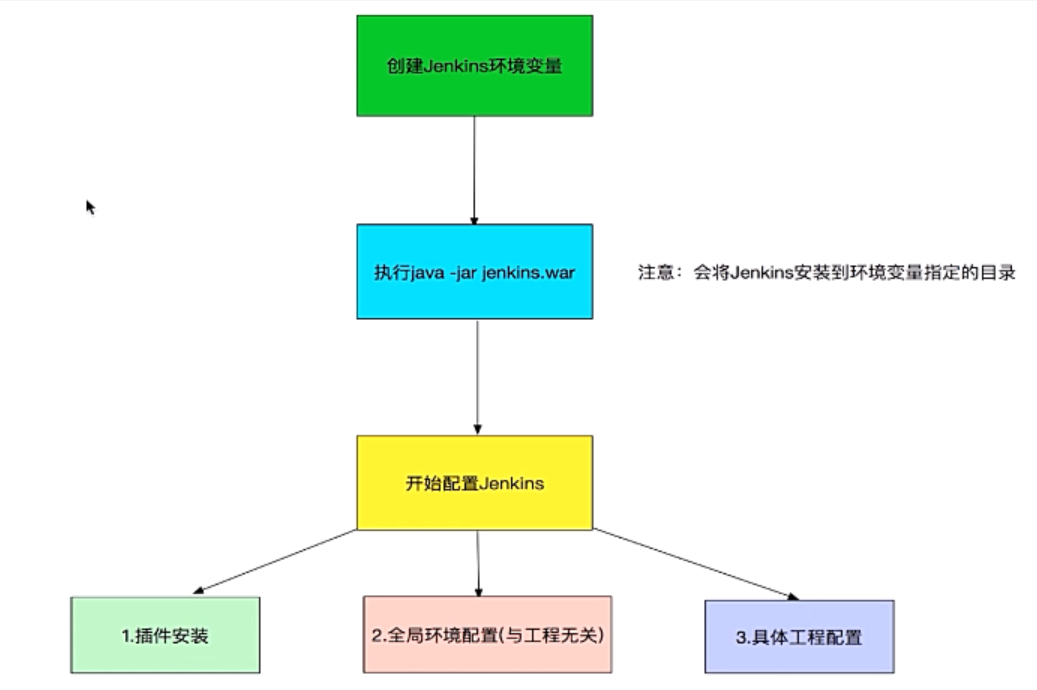 创建Jenkins环境变量
执行java -jar jenkins.war
注意：会将Jenkins安装到环境变量指定的目录
开始配置Jenkins
1.插件安装
2.全局环境配置(与工程无关)
3.具体工程配置